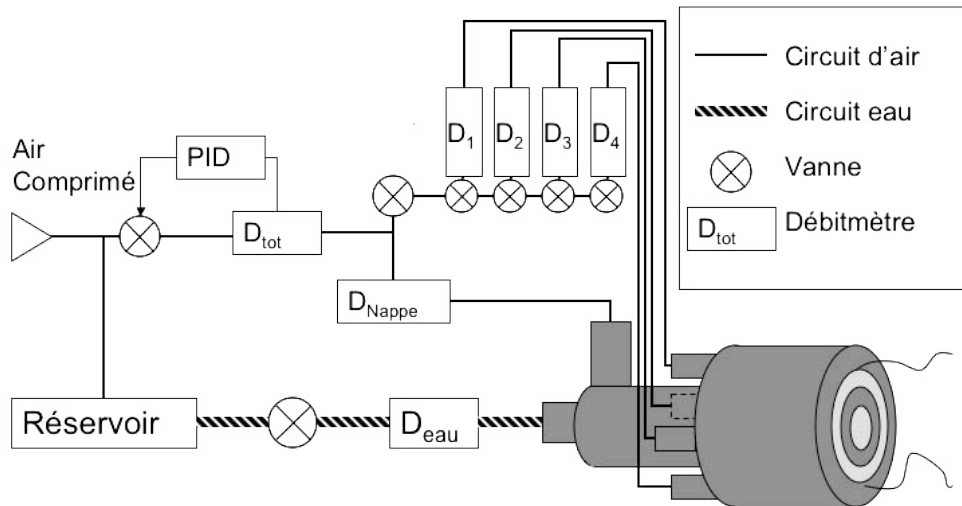 Air
Comprimé
PID
D_tot
D_Nappe
D_1
D_2
D_3
D_4
Réservoir
D_eau
Circuit d'air
Circuit eau
Vanne
D_tot
Débitmètre